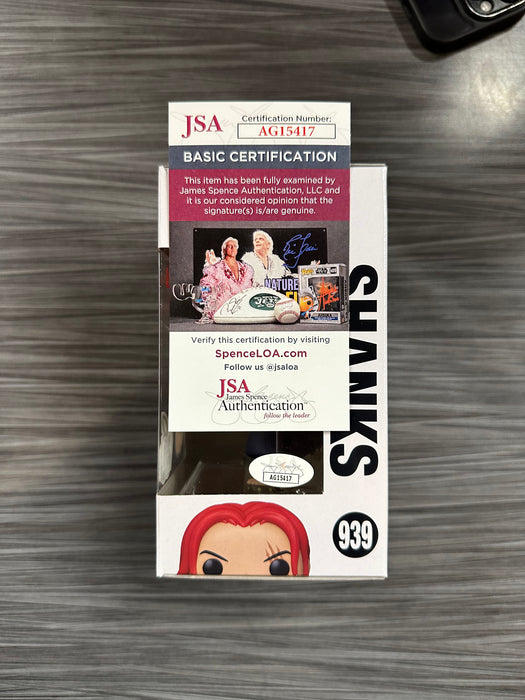 JSA
Certification Number:
AG15417
BASIC CERTIFICATION
This item has been fully examined by
James Spence Authentication, LLC and
it is our considered opinion that the
signature(s) is/are genuine.
NATURE
JETS
Verify this certification by visiting
SpenceLOA.com
Follow us @jsaloa
JSA
James Spence
Authentication
follow the leader
AG15417
SHANKS
939